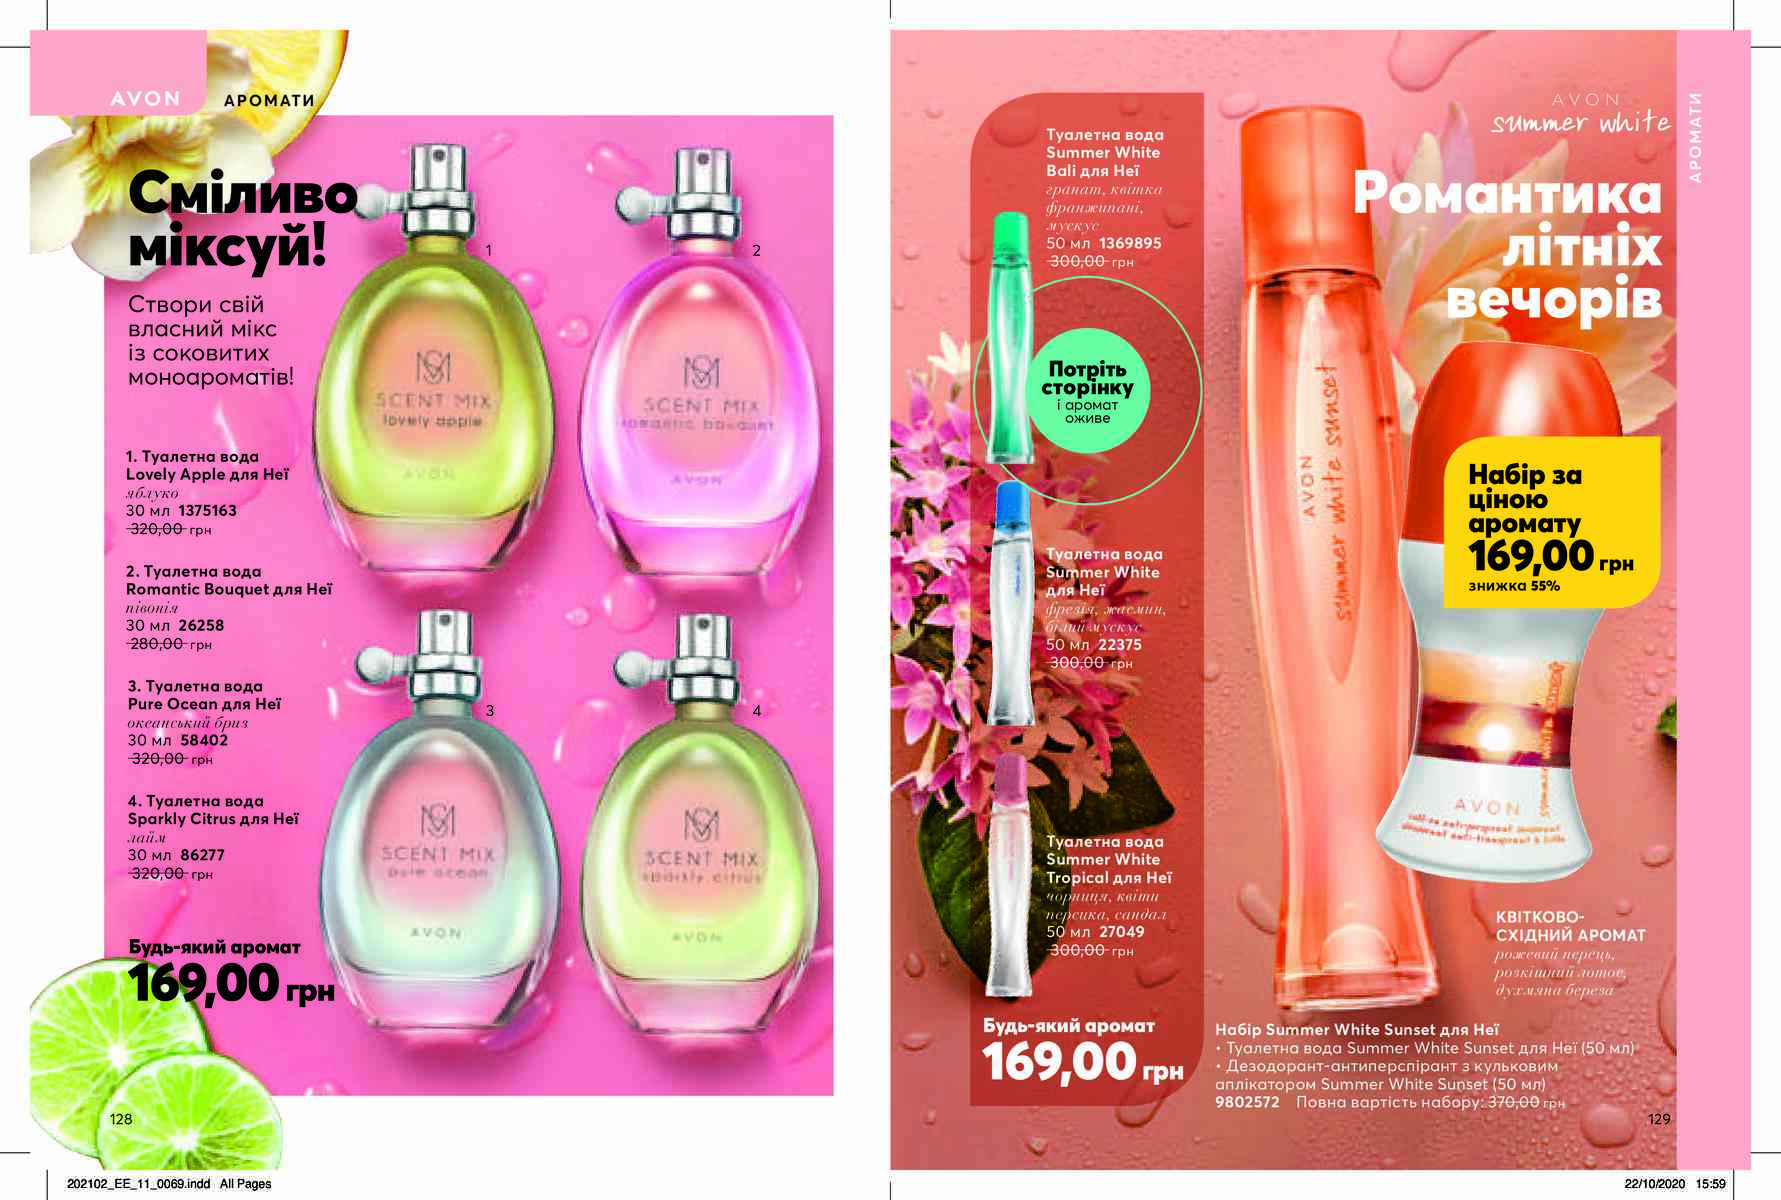 AVON
АРОМАТИ
Сміливо
міксуй!
Створи свій
власний мікс
із соковитих
моноароматів!
1. Туалетна вода
Lovely Apple для Неї
яблуко
30 мл 1375163
320,00 грн
2. Туалетна вода
Romantic Bouquet для Неї
півонія
30 мл 26258
280,00 грн
3. Туалетна вода
Pure Ocean для Неї
океанський бриз
30 мл 58402
320,00 грн
4. Туалетна вода
Sparkly Citrus для Неї
лайм
30 мл 86277
320,00 грн
Будь-який аромат
169,00 грн
1
SCENT MIX
lovely apple
AVON
2
SCENT MIX
romantic bouquet
AVON
3
SCENT MIX
pure ocean
AVON
4
SCENT MIX
sparkly citrus
AVON
128
Туалетна вода
Summer White
Bali для Неї
гранат, квітка
франжипані,
мускус
50 мл 1369895
300,00 грн
Потріть
сторінку
і аромат
оживе
Туалетна вода
Summer White
для Неї
фрезія, жасмин,
білий мускус
50 мл 22375
300,00 грн
Туалетна вода
Summer White
Tropical для Неї
чорниця, квіти
персика, сандал
50 мл 27049
300,00 грн
Будь-який аромат
169,00 грн
AVON
summer white
АРОМАТИ
Романтика
літніх
вечорів
AVON
summer white sunset
Набір за
ціною
аромату
169,00 грн
знижка 55%
AVON
КВІТКОВО-
СХІДНИЙ АРОМАТ
рожевий перець,
розкішний лотос,
духмяна береза
Набір Summer White Sunset для Неї
• Туалетна вода Summer White Sunset для Неї (50 мл)
• Дезодорант-антиперспірант з кульковим
аплікатором Summer White Sunset (50 мл)
9802572 Повна вартість набору: 370,00 грн
129
202102_EE_11_0069.indd All Pages
22/10/2020 15:59